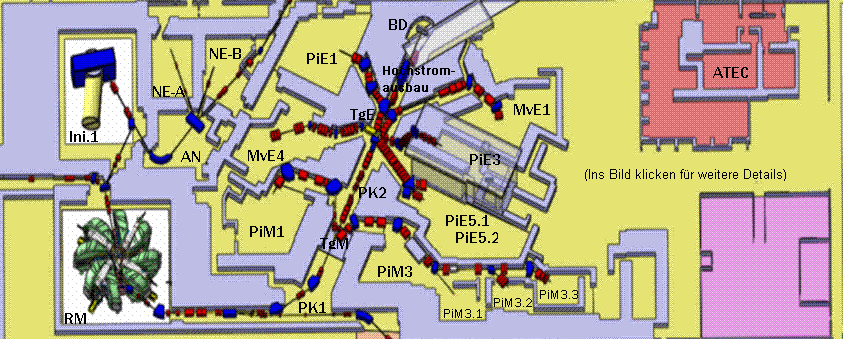 BD
NE-B
PiE1
Hochstrom-
ausbau
ATEC
NE-A
MvE1
TgE
Ini.1
AN
MvE4
PiE3
(Ins Bild klicken für weitere Details)
PK2
PiE5.1
PiE5.2
PiM1
TgM
PiM3
PiM3.1
PiM3.2
PiM3.3
PK1
RM